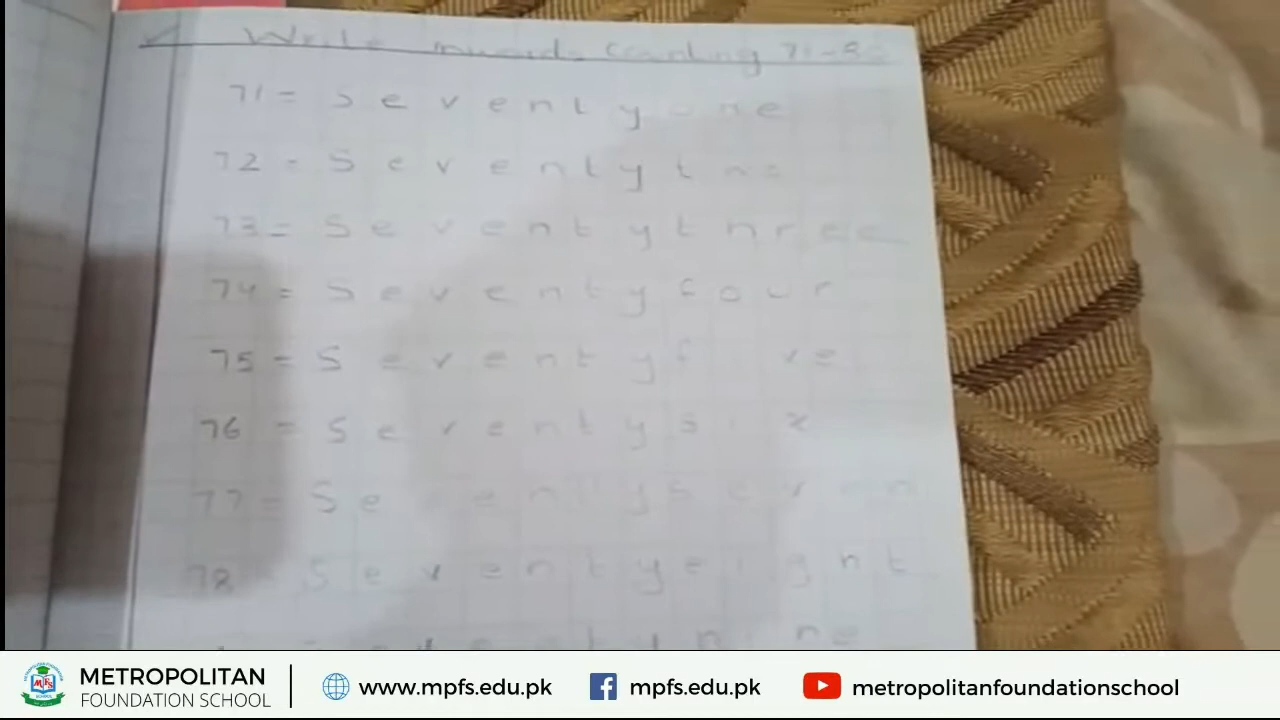 Write in words Counting 71-80
71 = Seventy one
72 = Seventy two
73 = Seventy three
74 = Seventy four
75 = Seventy five
76 = Seventy six
77 = Seventy seven
78 Seventy eight
METROPOLITAN
FOUNDATION SCHOOL
www.mpfs.edu.pk
mpfs.edu.pk
metropolitanfoundationschool